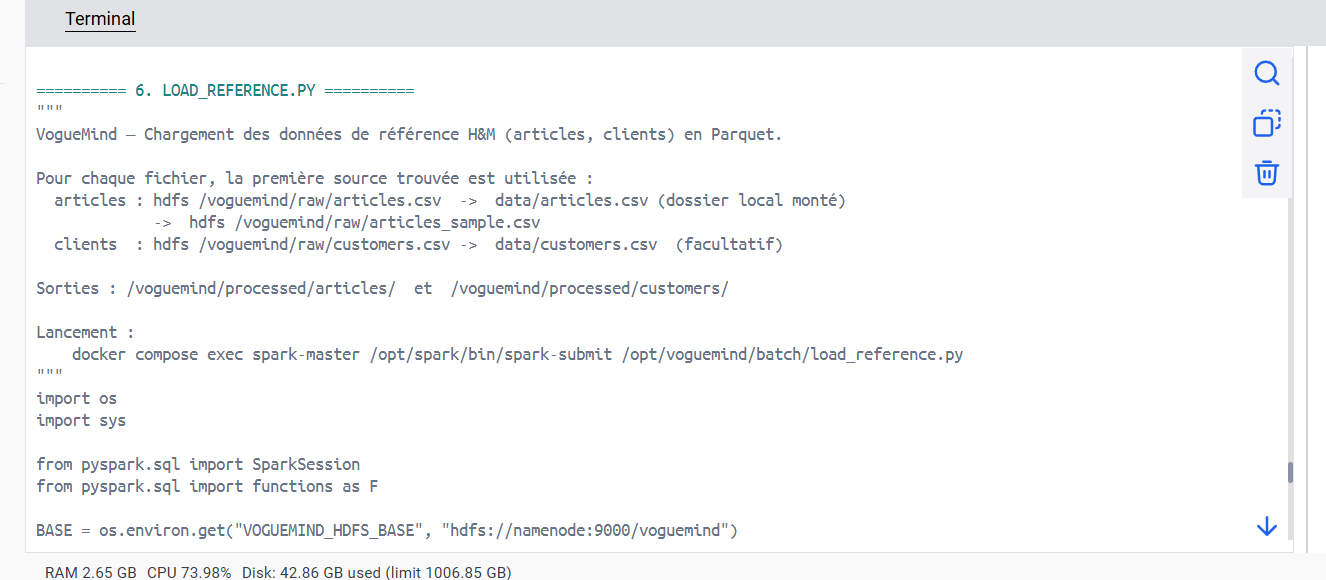 Terminal
========== 6. LOAD_REFERENCE.PY ==========
"""
VogueMind — Chargement des données de référence H&M (articles, clients) en Parquet.
Pour chaque fichier, la première source trouvée est utilisée :
articles : hdfs /voguemind/raw/articles.csv -> data/articles.csv (dossier local monté)
-> hdfs /voguemind/raw/articles_sample.csv
clients : hdfs /voguemind/raw/customers.csv -> data/customers.csv (facultatif)
Sorties : /voguemind/processed/articles/ et /voguemind/processed/customers/
Lancement :
docker compose exec spark-master /opt/spark/bin/spark-submit /opt/voguemind/batch/load_reference.py
"""
import os
import sys
from pyspark.sql import SparkSession
from pyspark.sql import functions as F
BASE = os.environ.get("VOGUEMIND_HDFS_BASE", "hdfs://namenode:9000/voguemind")
RAM 2.65 GB CPU 73.98% Disk: 42.86 GB used (limit 1006.85 GB)